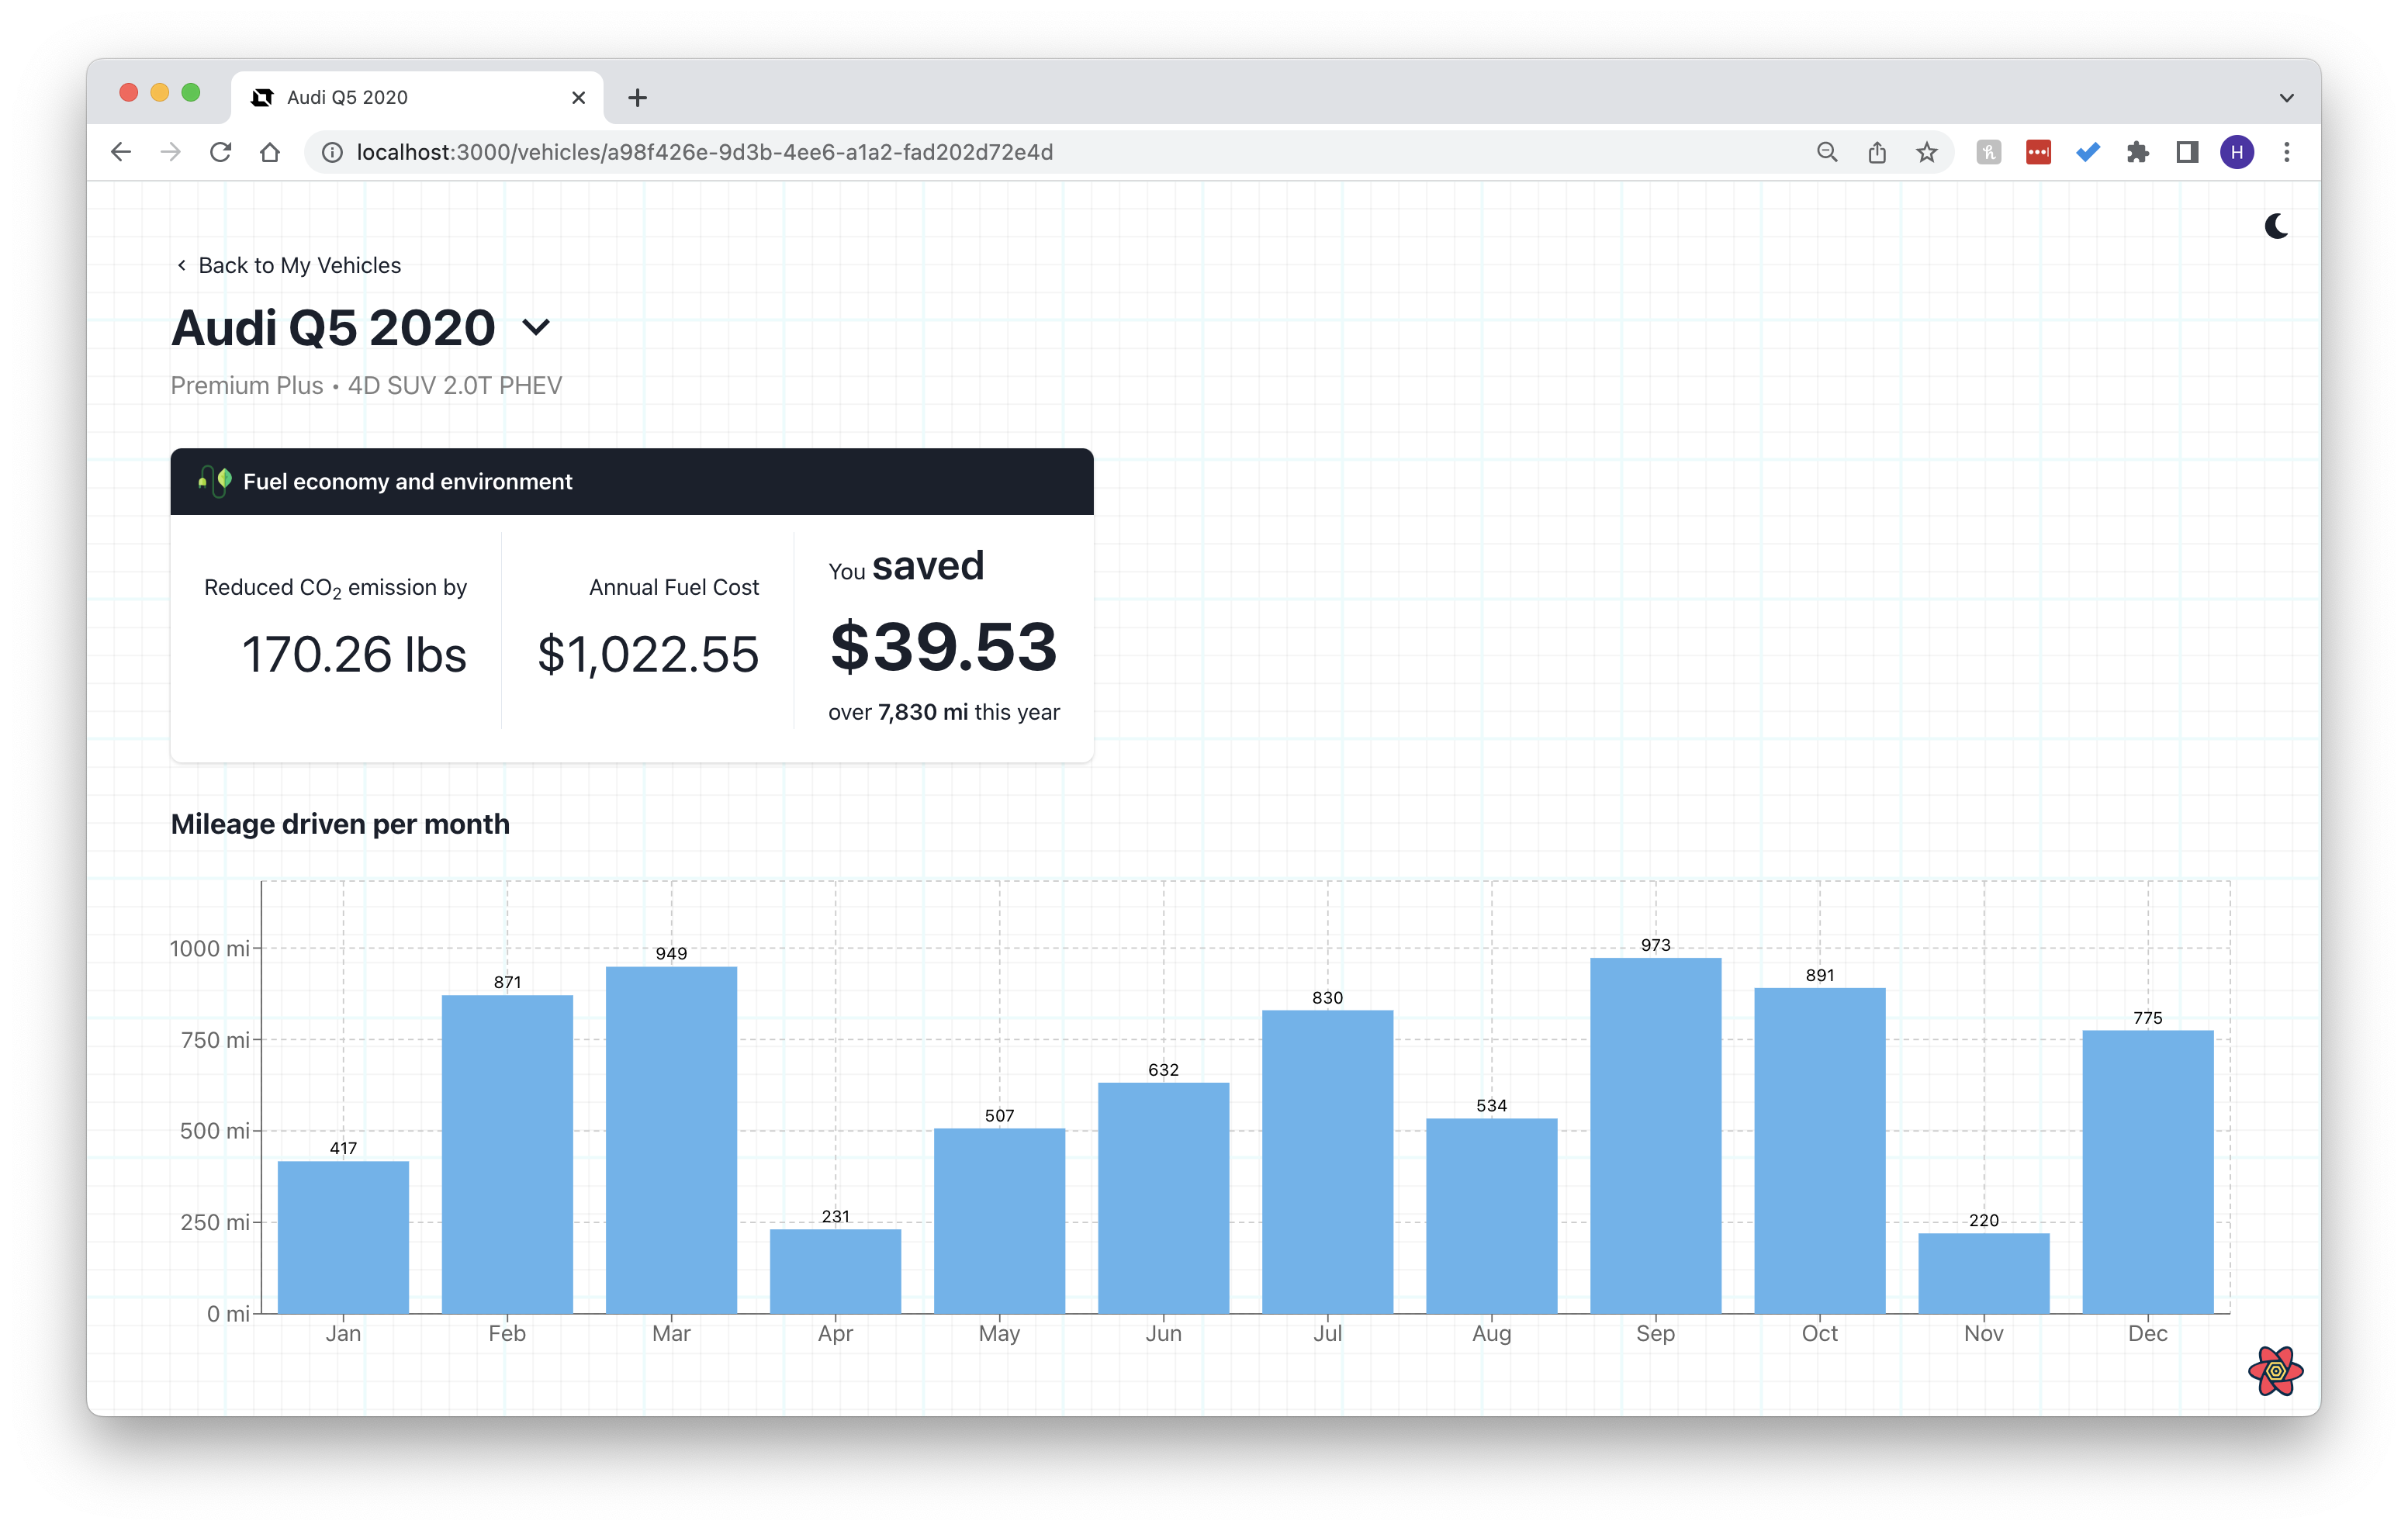 Audi Q5 2020
localhost:3000/vehicles/a98f426e-9d3b-4ee6-a1a2-fad202d72e4d
H
Back to My Vehicles
Audi Q5 2020
Premium Plus • 4D SUV 2.0T PHEV
Fuel economy and environment
Reduced CO₂ emission by
170.26 lbs
Annual Fuel Cost
$1,022.55
You saved
$39.53
over 7,830 mi this year
Mileage driven per month
1000 mi
750 mi
500 mi
250 mi
0 mi
417
871
949
231
507
632
830
534
973
891
220
775
Jan
Feb
Mar
Apr
May
Jun
Jul
Aug
Sep
Oct
Nov
Dec